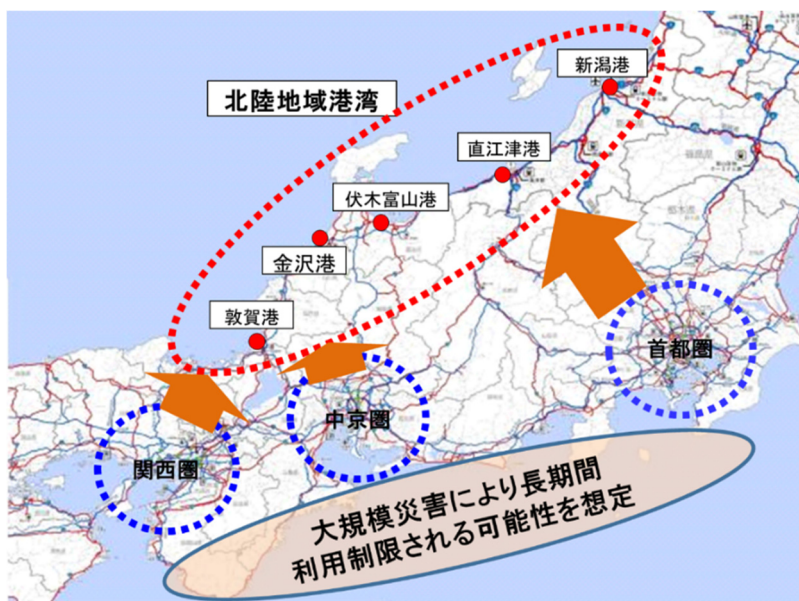 新潟港
北陸地域港湾
直江津港
伏木富山港
金沢港
敦賀港
首都圏
中京圏
関西圏
大規模災害により長期間
利用制限される可能性を想定